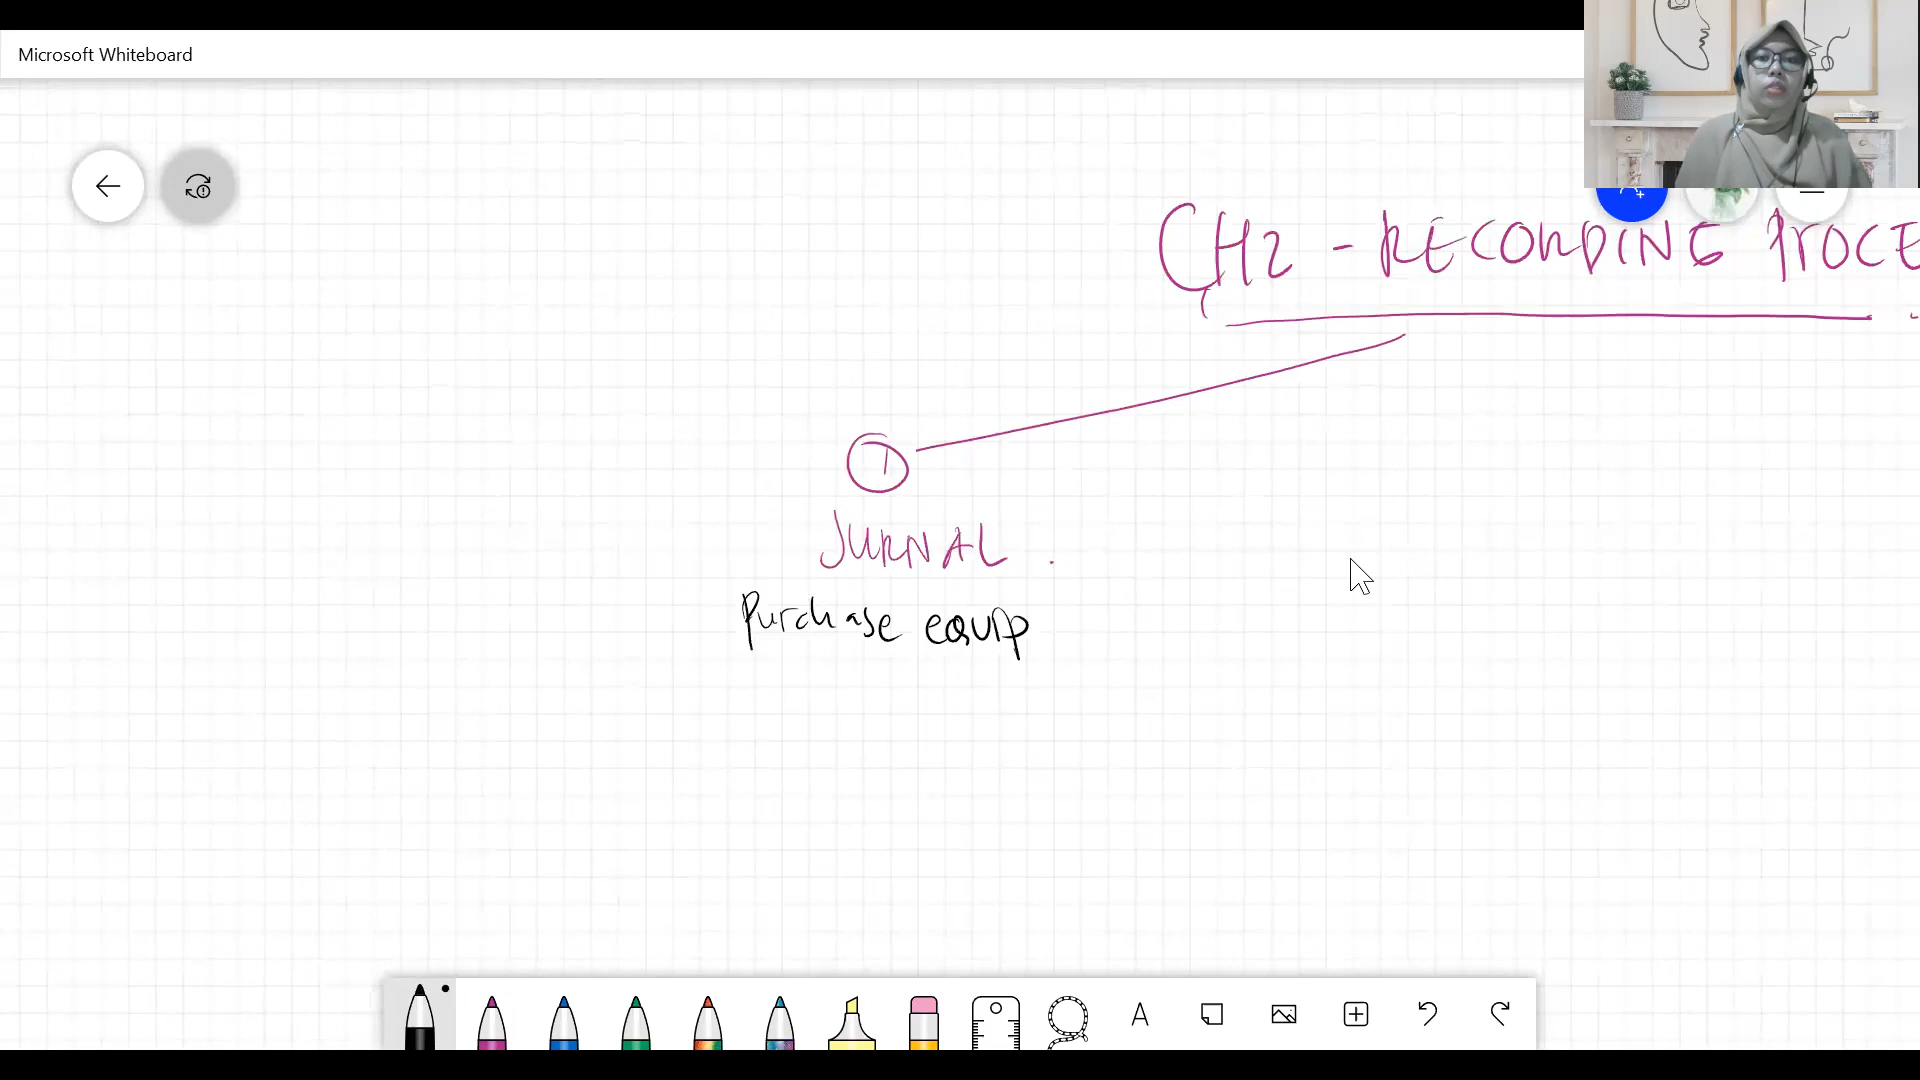 Microsoft Whiteboard
CH2 - RECORDING PROCE
1
JURNAL.
Purchase equip
A